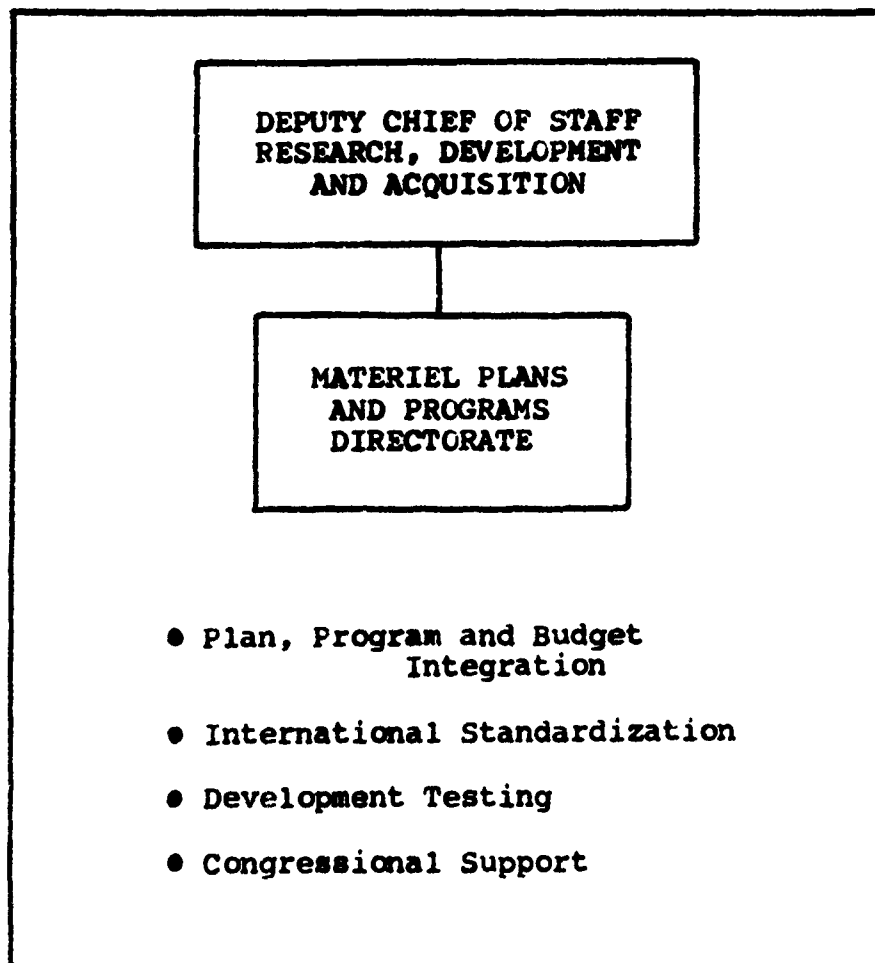 DEPUTY CHIEF OF STAFF
RESEARCH, DEVELOPMENT
AND ACQUISITION
MATERIEL PLANS
AND PROGRAMS
DIRECTORATE
● Plan, Program and Budget
Integration
● International Standardization
● Development Testing
● Congressional Support